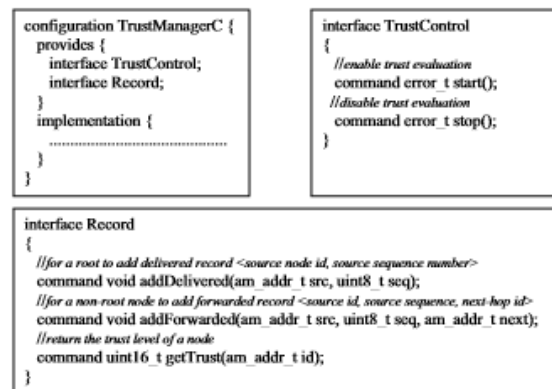 configuration TrustManagerC {
provides {
interface TrustControl;
interface Record;
}
implementation {
................................................
}
}
interface TrustControl
{
//enable trust evaluation
command error_t start();
//disable trust evaluation
command error_t stop();
}
interface Record
{
//for a root to add delivered record <source node id, source sequence number>
command void addDelivered(am_addr_t src, uint8_t seq);
//for a non-root node to add forwarded record <source id, source sequence, next-hop id>
command void addForwarded(am_addr_t src, uint8_t seq, am_addr_t next);
//return the trust level of a node
command uint16_t getTrust(am_addr_t id);
}